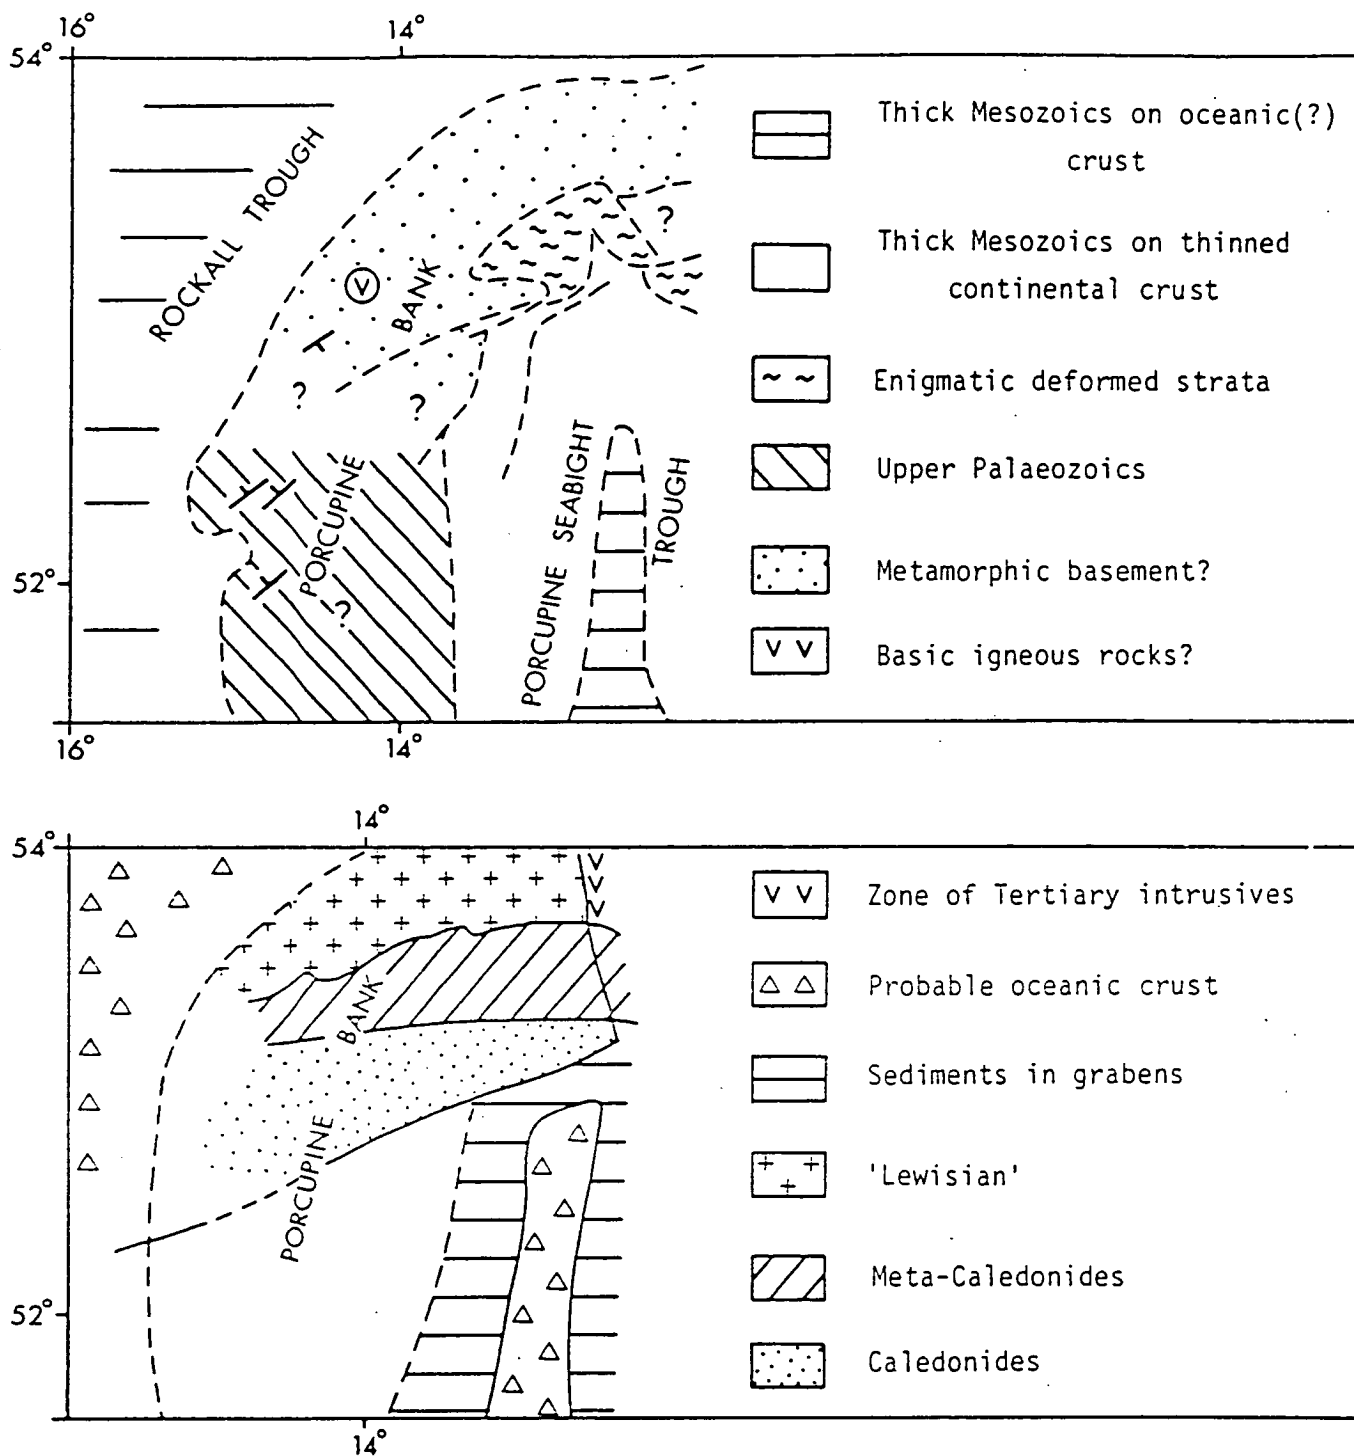 16°
14°
54°
ROCKALL TROUGH
BANK
?
?
?
PORCUPINE
?
PORCUPINE SEABIGHT
TROUGH
52°
16°
14°
Thick Mesozoics on oceanic(?)
crust
Thick Mesozoics on thinned
continental crust
Enigmatic deformed strata
Upper Palaeozoics
Metamorphic basement?
Basic igneous rocks?
14°
54°
BANK
PORCUPINE
52°
14°
Zone of Tertiary intrusives
Probable oceanic crust
Sediments in grabens
'Lewisian'
Meta-Caledonides
Caledonides